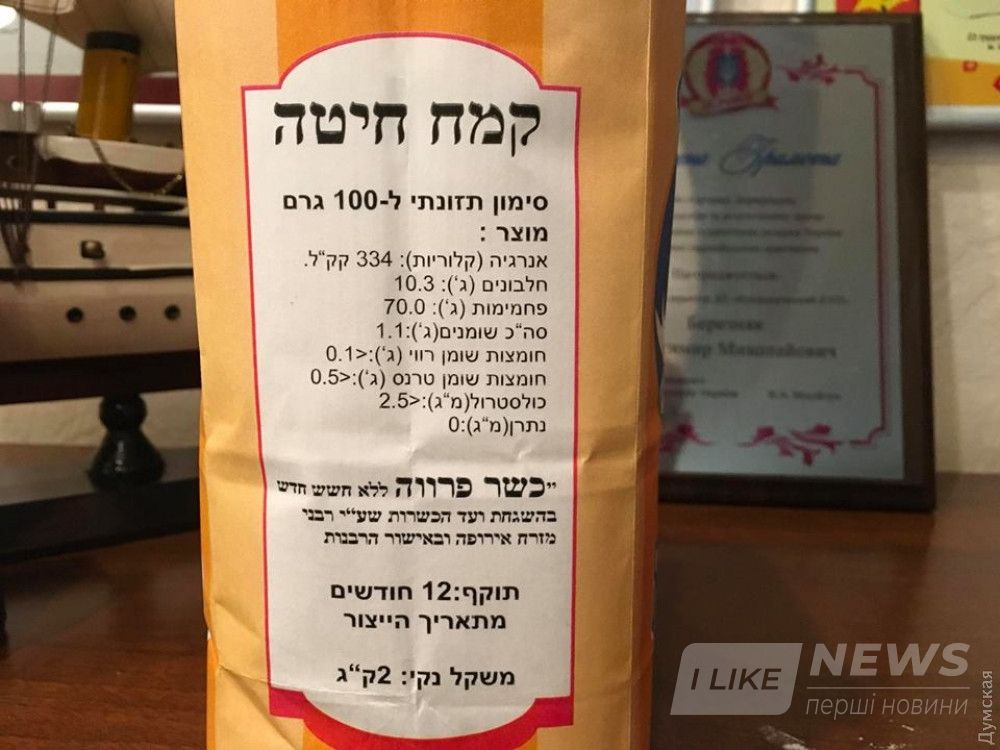 קמח חיטה
סימון תזונתי ל-100 גרם
מוצר :
אנרגיה (קלוריות): 334 קק"ל.
חלבונים (ג'): 10.3
פחמימות (ג'): 70.0
סה"כ שומנים(ג'):1.1
חומצות שומן רווי (ג'):<0.1
חומצות שומן טרנס (ג'):<0.5
כולסטרול(מ"ג):<2.5
נתרן(מ"ג):0
"כשר פרווה ללא חשש חדש
בהשגחת ועד הכשרות שע"י רבני
מזרח אירופה ובאישור הרבנות
תוקף:12 חודשים
מתאריך הייצור
משקל נקי: 2ק"ג
Грамота
Березняк
Миколайович
I LIKE NEWS
перші новини
Думская